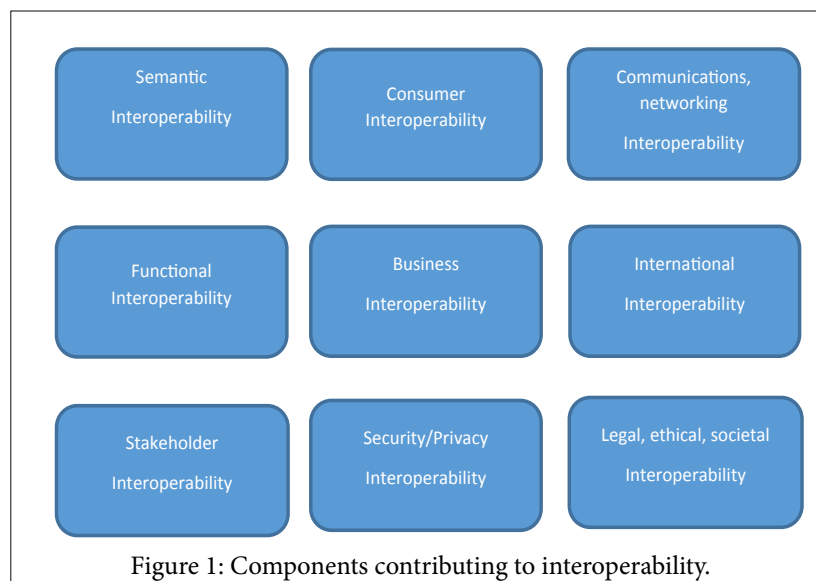 Semantic
Interoperability
Consumer
Interoperability
Communications,
networking
Interoperability
Functional
Interoperability
Business
Interoperability
International
Interoperability
Stakeholder
Interoperability
Security/Privacy
Interoperability
Legal, ethical, societal
Interoperability
Figure 1: Components contributing to interoperability.